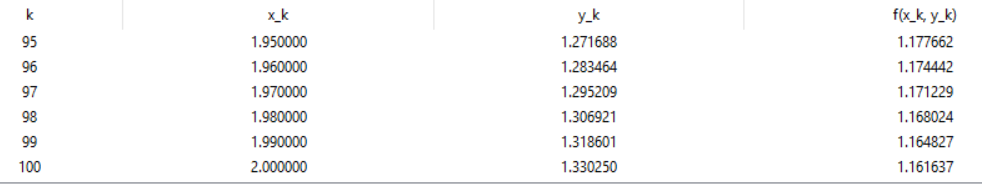 k x_k y_k f(x_k, y_k)
95 1.950000 1.271688 1.177662
96 1.960000 1.283464 1.174442
97 1.970000 1.295209 1.171229
98 1.980000 1.306921 1.168024
99 1.990000 1.318601 1.164827
100 2.000000 1.330250 1.161637